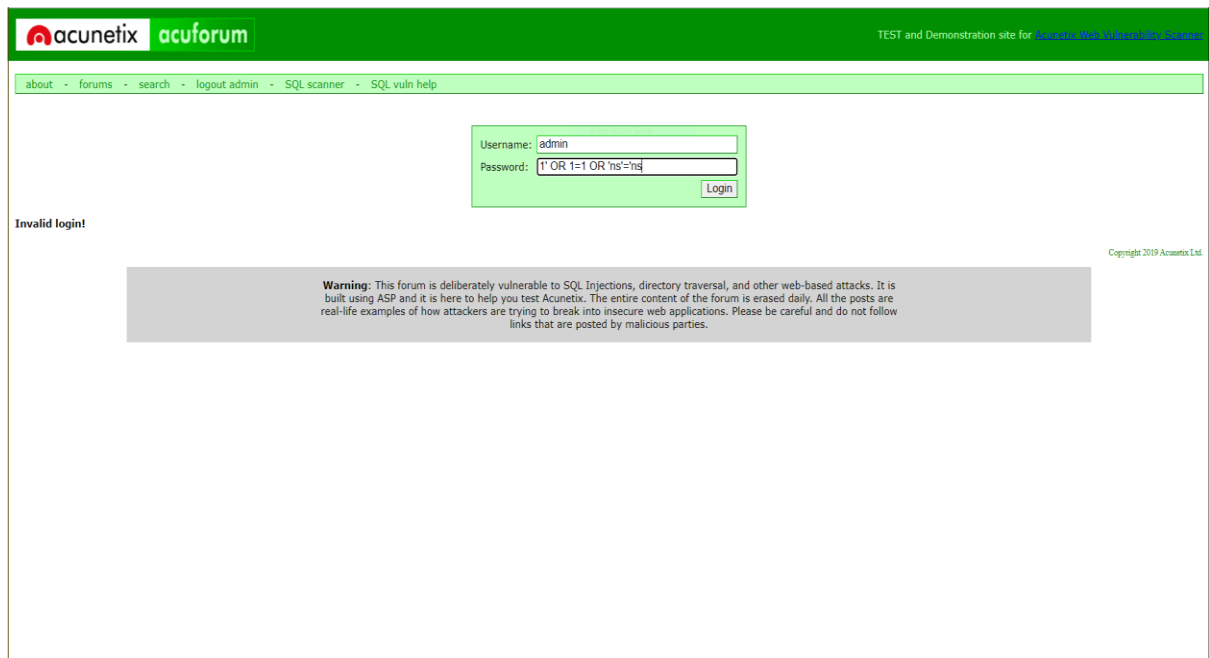 acunetix acuforum
TEST and Demonstration site for Acunetix Web Vulnerability Scanner
about - forums - search - logout admin - SQL scanner - SQL vuln help
Username: admin
Password: 1' OR 1=1 OR 'ns'='ns
Login
Invalid login!
Copyright 2019 Acunetix Ltd.
Warning: This forum is deliberately vulnerable to SQL Injections, directory traversal, and other web-based attacks. It is
built using ASP and it is here to help you test Acunetix. The entire content of the forum is erased daily. All the posts are
real-life examples of how attackers are trying to break into insecure web applications. Please be careful and do not follow
links that are posted by malicious parties.